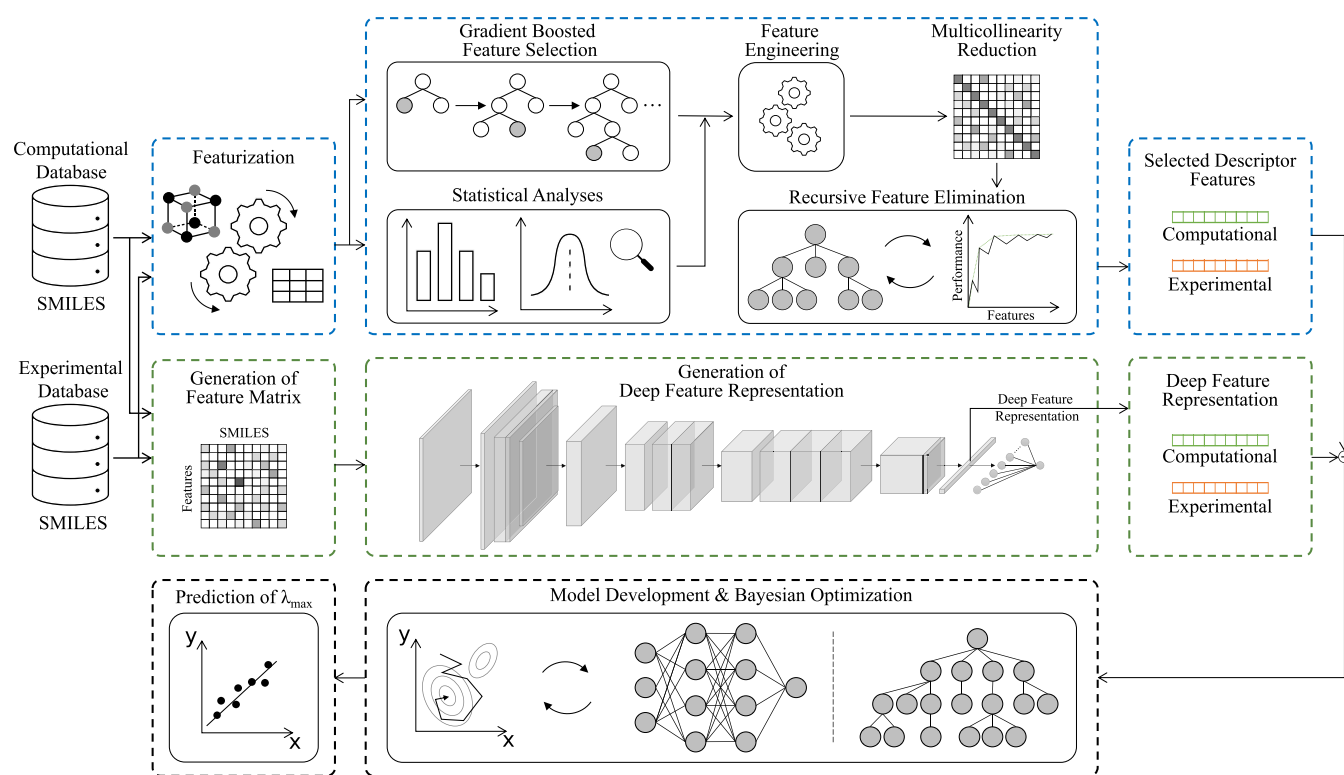 Computational
Database
SMILES
Experimental
Database
SMILES
Featurization
Gradient Boosted
Feature Selection
Statistical Analyses
Feature
Engineering
Multicollinearity
Reduction
Recursive Feature Elimination
Performance
Features
Selected Descriptor
Features
Computational
Experimental
Generation of
Feature Matrix
SMILES
Features
Generation of
Deep Feature Representation
Deep Feature
Representation
Deep Feature
Representation
Computational
Experimental
Prediction of λmax
y
x
Model Development & Bayesian Optimization
y
x